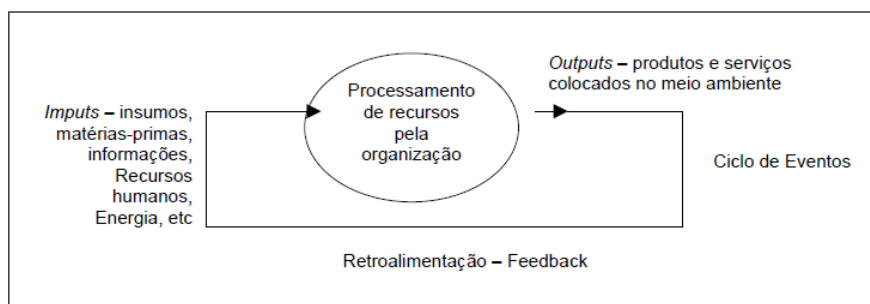 Imputs – insumos,
matérias-primas,
informações,
Recursos
humanos,
Energia, etc
Processamento
de recursos
pela
organização
Outputs – produtos e serviços
colocados no meio ambiente
Ciclo de Eventos
Retroalimentação – Feedback